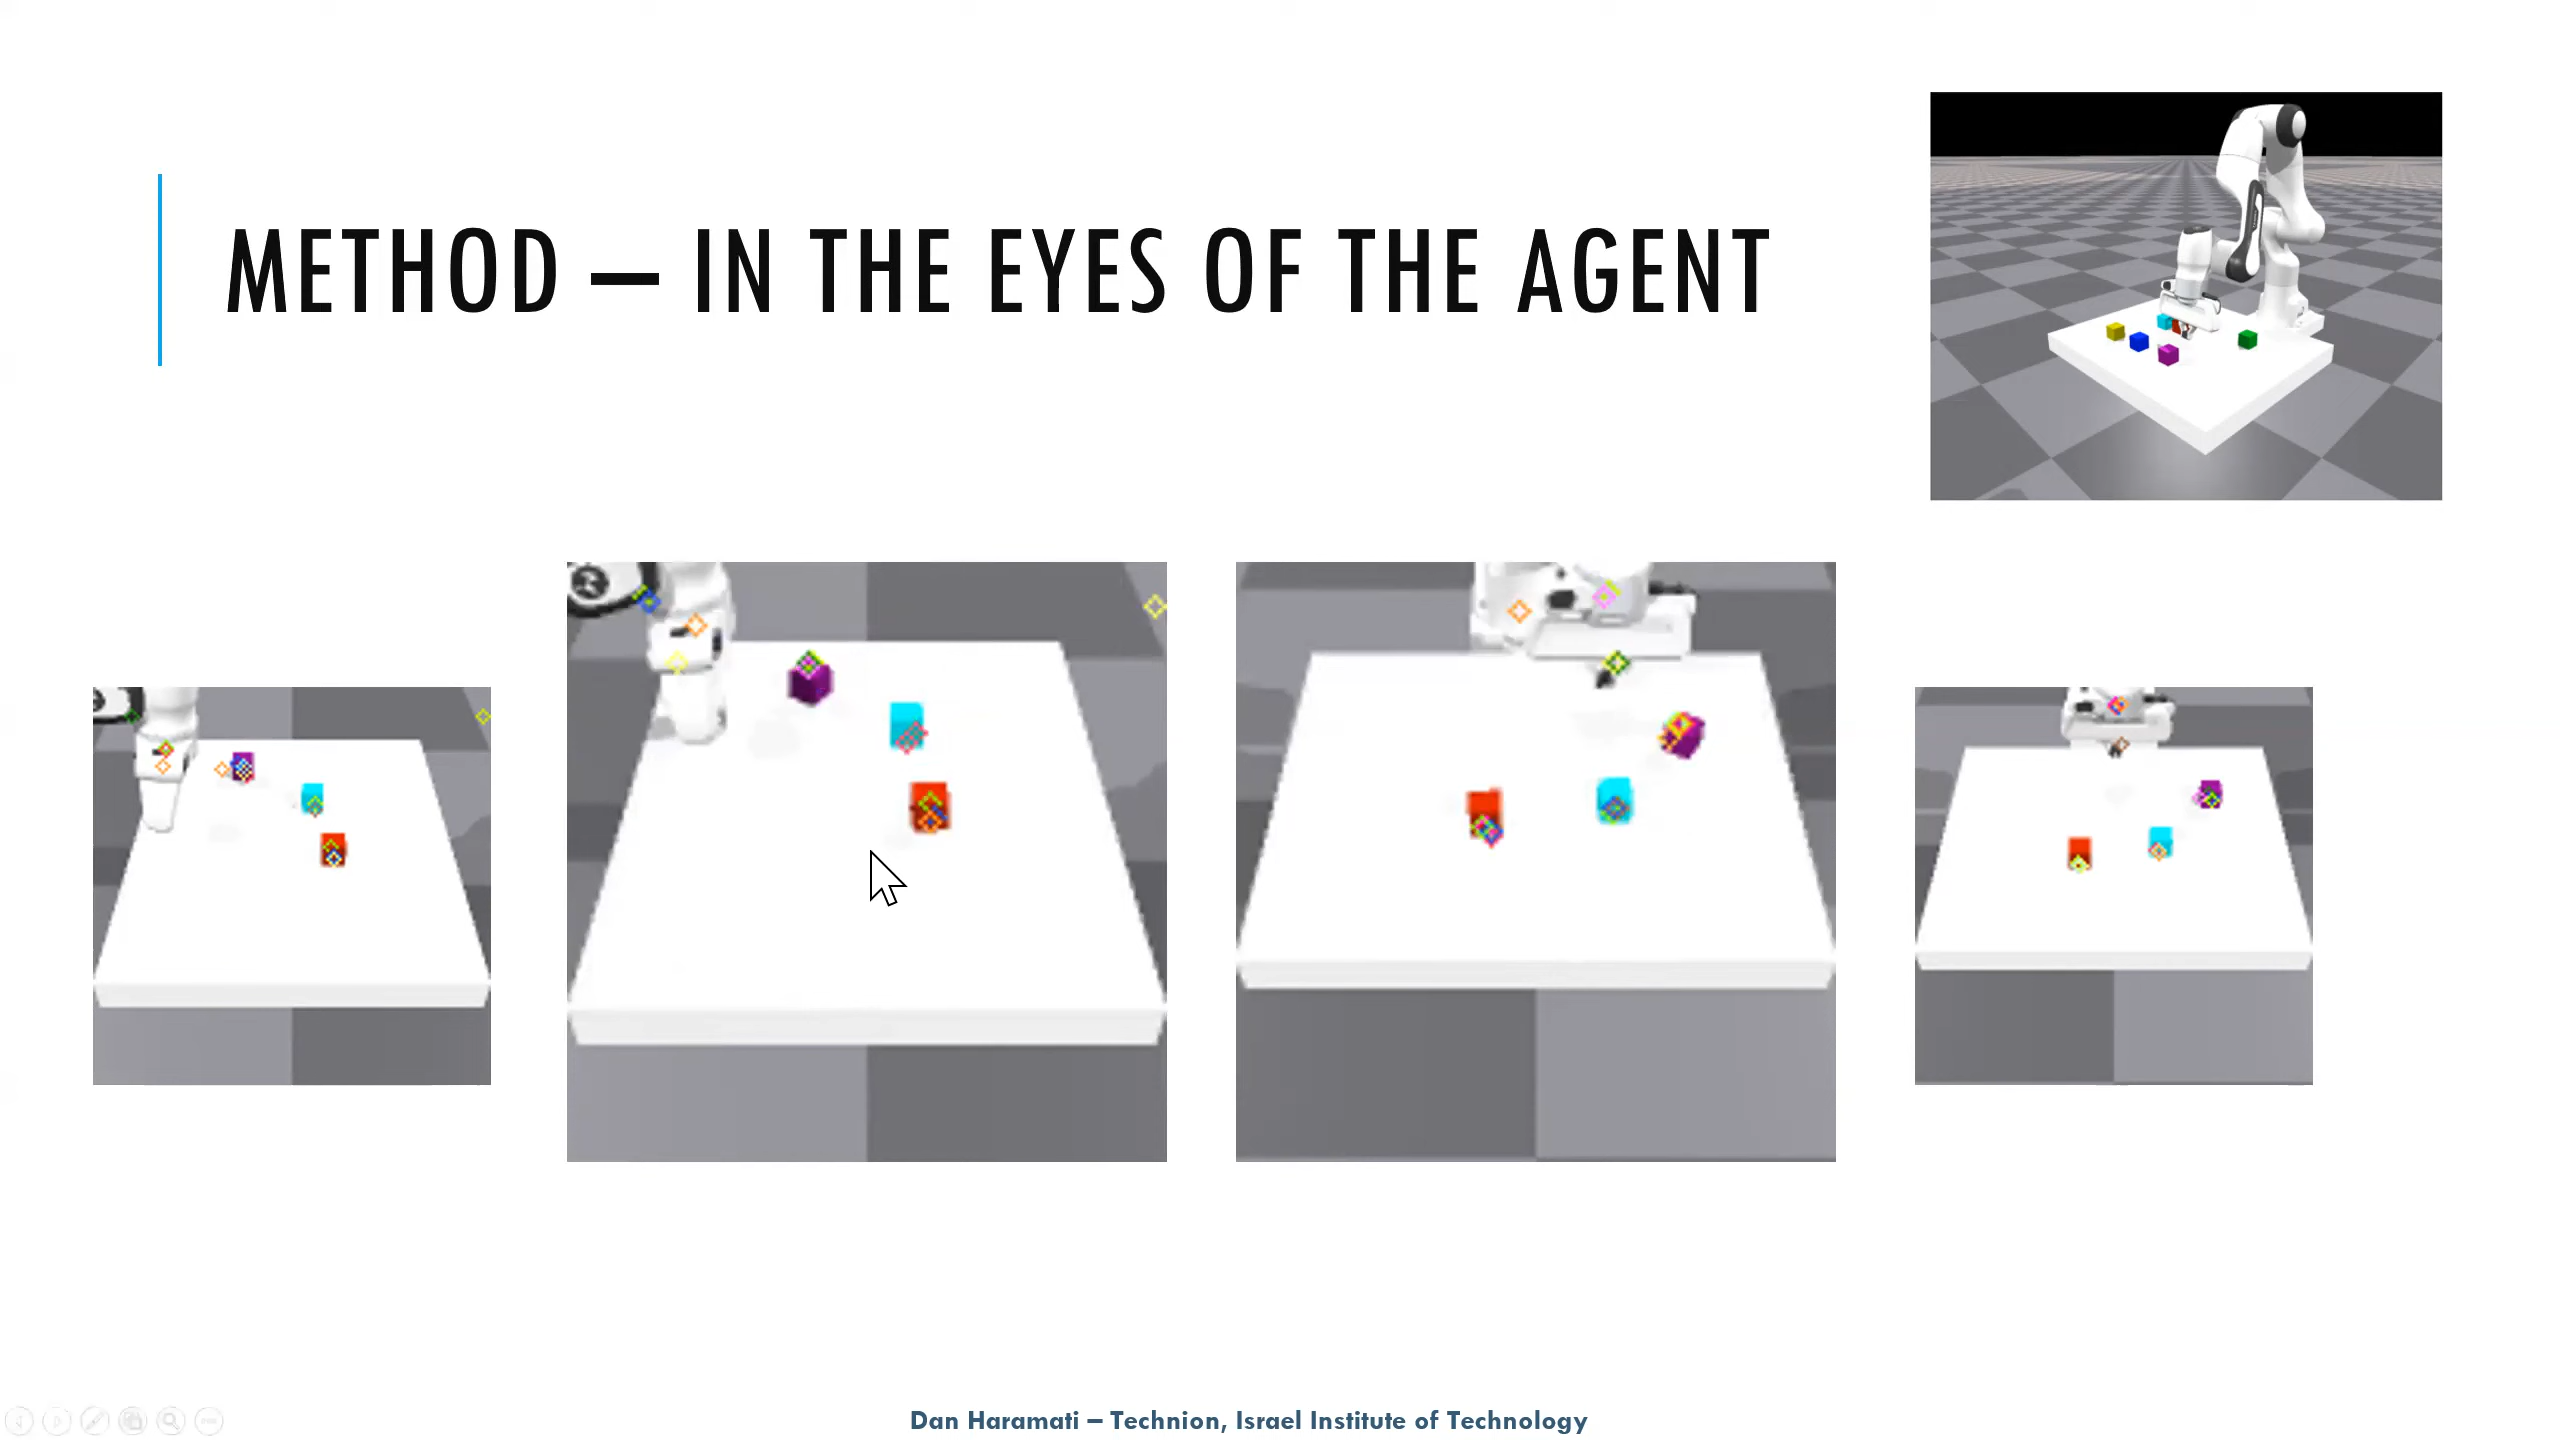 METHOD – IN THE EYES OF THE AGENT
Dan Haramati – Technion, Israel Institute of Technology